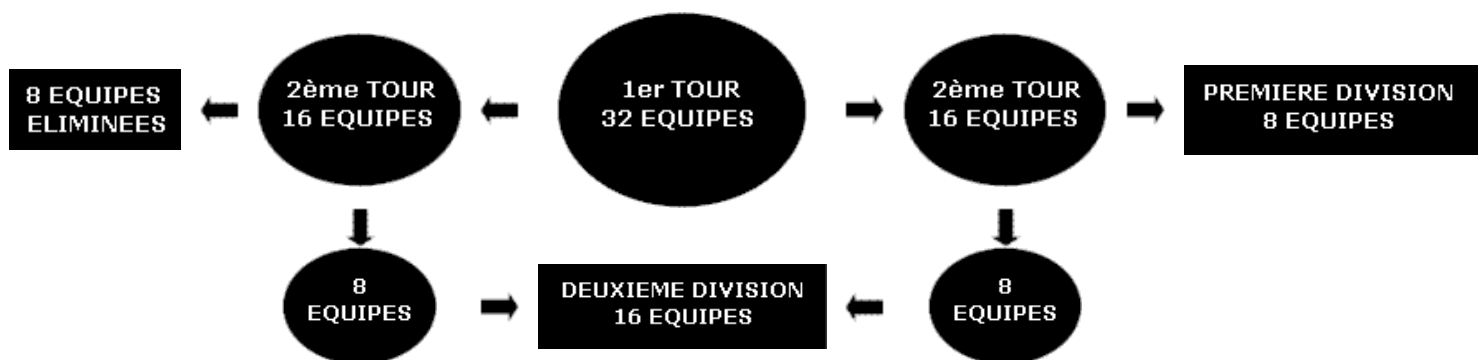 8 EQUIPES
ELIMINEES
2ème TOUR
16 EQUIPES
1er TOUR
32 EQUIPES
2ème TOUR
16 EQUIPES
PREMIERE DIVISION
8 EQUIPES
8
EQUIPES
DEUXIEME DIVISION
16 EQUIPES
8
EQUIPES